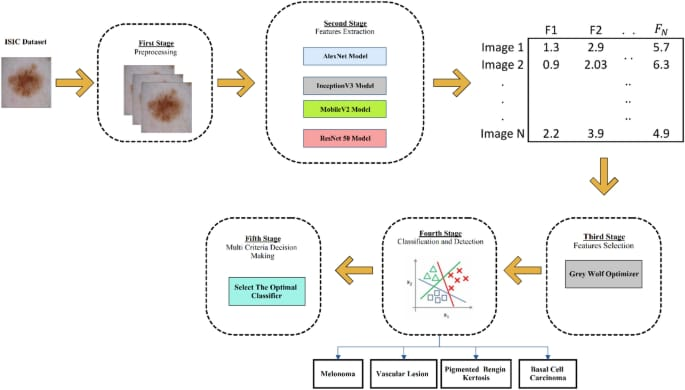 ISIC Dataset
First Stage
Preprocessing
Second Stage
Features Extraction
AlexNet Model
InceptionV3 Model
MobileV2 Model
ResNet 50 Model
F1 F2 . . F_N
Image 1 1.3 2.9 . . 5.7
Image 2 0.9 2.03 6.3
. . ..
. . ..
. ..
Image N 2.2 3.9 4.9
Fifth Stage
Multi Criteria Decision
Making
Select The Optimal
Classifier
Fourth Stage
Classification and Detection
x₂
x₁
Third Stage
Features Selection
Grey Wolf Optimizer
Melonoma
Vascular Lesion
Pigmented Bengin
Kertosis
Basal Cell
Carcinoma